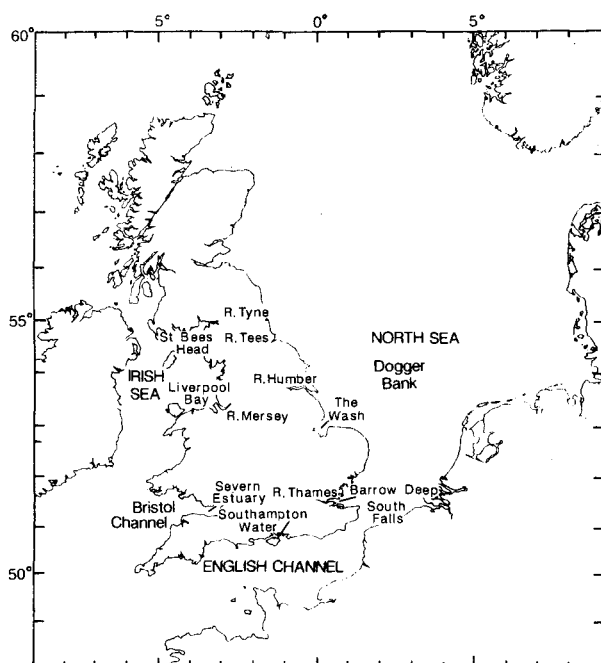 5° 0° 5°
60°
R. Tyne
55°
St Bees
Head
R. Tees
NORTH SEA
Dogger
Bank
IRISH
SEA
R. Humber
Liverpool
Bay
The
Wash
R. Mersey
Severn
Estuary
R. Thames
Barrow Deep
Bristol
Channel
South
Falls
Southampton
Water
ENGLISH CHANNEL
50°